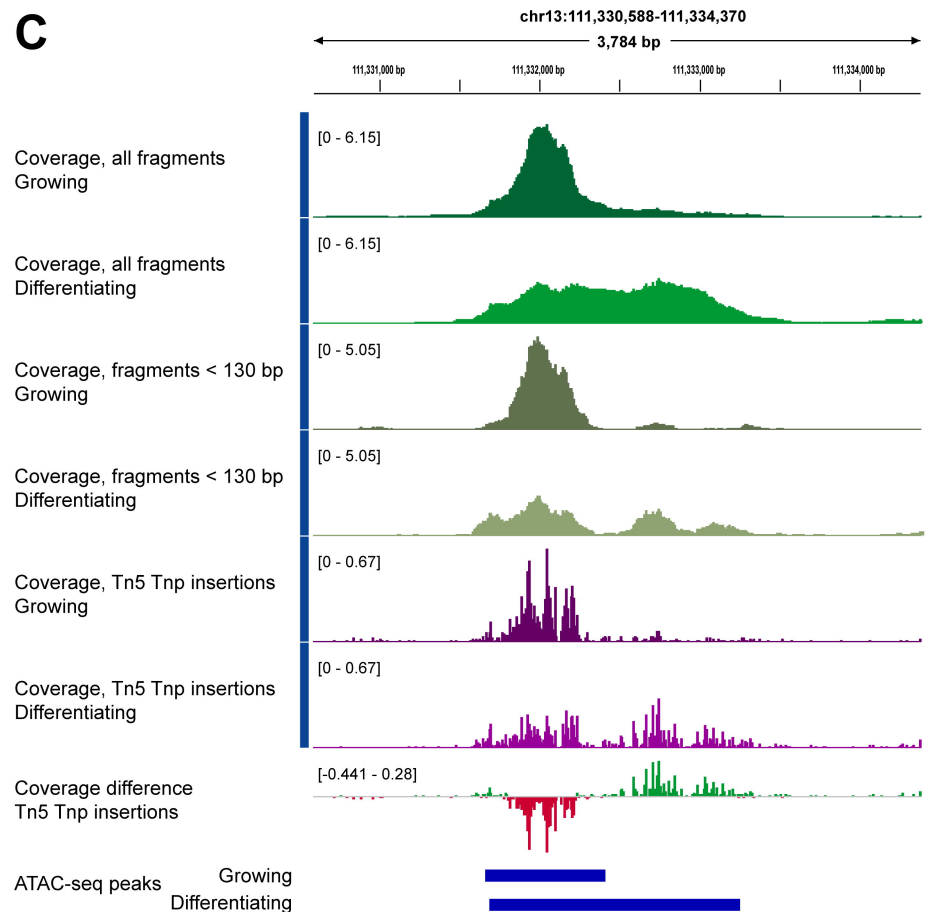 C
chr13:111,330,588-111,334,370
3,784 bp
111,331,000 bp 111,332,000 bp 111,333,000 bp 111,334,000 bp
[0 - 6.15]
Coverage, all fragments
Growing
[0 - 6.15]
Coverage, all fragments
Differentiating
[0 - 5.05]
Coverage, fragments < 130 bp
Growing
[0 - 5.05]
Coverage, fragments < 130 bp
Differentiating
[0 - 0.67]
Coverage, Tn5 Tnp insertions
Growing
[0 - 0.67]
Coverage, Tn5 Tnp insertions
Differentiating
[-0.441 - 0.28]
Coverage difference
Tn5 Tnp insertions
ATAC-seq peaks
Growing
Differentiating